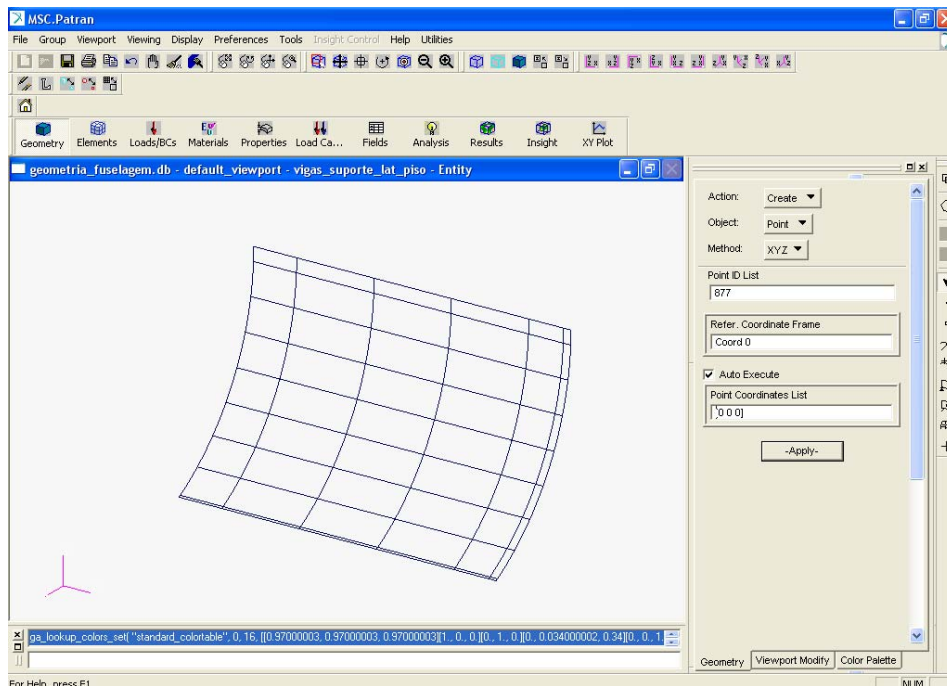 MSC.Patran
File Group Viewport Viewing Display Preferences Tools Insight Control Help Utilities
Geometry Elements Loads/BCs Materials Properties Load Ca... Fields Analysis Results Insight XY Plot
geometria_fuselagem.db - default_viewport - vigas_suporte_lat_piso - Entity
Action: Create
Object: Point
Method: XYZ
Point ID List
877
Refer. Coordinate Frame
Coord 0
Auto Execute
Point Coordinates List
[0 0 0]
-Apply-
ga_lookup_colors_set( "standard_colortable", 0, 16, [[0.97000003, 0.97000003, 0.97000003][1., 0., 0.][0., 1., 0.][0., 0.034000002, 0.34][0., 0., 1.
Geometry Viewport Modify Color Palette
For Help, press F1 NUM